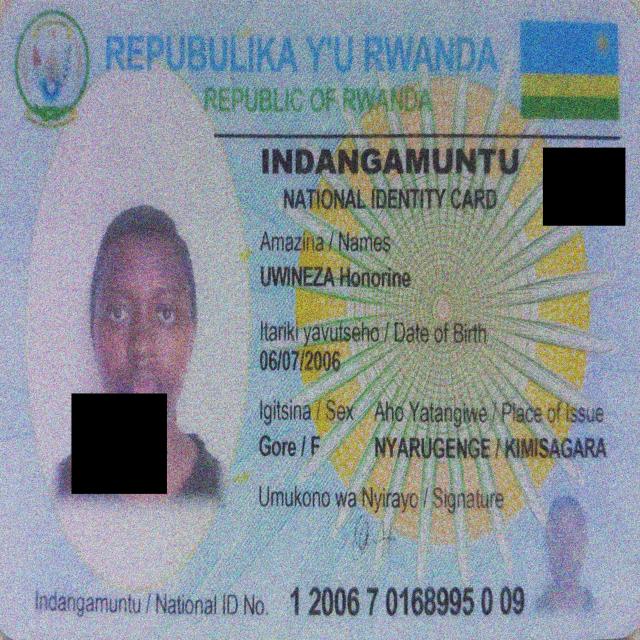 REPUBULIKA Y'U RWANDA
REPUBLIC OF RWANDA
INDANGAMUNTU
NATIONAL IDENTITY CARD
Amazina / Names
UWINEZA Honorine
Itariki yavutseho / Date of Birth
06/07/2006
Igitsina / Sex Aho Yatangiwe / Place of Issue
Gore / F NYARUGENGE / KIMISAGARA
Umukono wa Nyirayo / Signature
Indangamuntu / National ID No. 1 2006 7 0168995 0 09